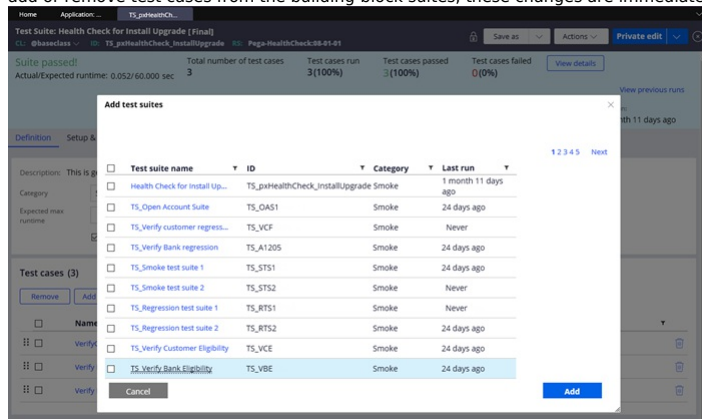 add or remove test cases from the building block suites, these changes are immediate
Home Application: ... TS_pxHealthCh...
Test Suite: Health Check for Install Upgrade [Final]
CL: @baseclass ID: TS_pxHealthCheck_InstallUpgrade RS: Pega-HealthCheck:88-01-01
Save as Actions Private edit
Suite passed!
Actual/Expected runtime: 0.052/60.000 sec
Total number of test cases Test cases run Test cases passed Test cases failed
3 3(100%) 3(100%) 0(0%)
View details
View previous runs
nth 11 days ago
Add test suites
Definition Setup &
1 2 3 4 5 Next
Test suite name ID Category Last run
Health Check for Install Up... TS_pxHealthCheck_InstallUpgrade Smoke 1 month 11 days ago
TS_Open Account Suite TS_OAS1 Smoke 24 days ago
TS_Verify customer regress... TS_VCF Smoke Never
TS_Verify Bank regression TS_A1205 Smoke 24 days ago
TS_Smoke test suite 1 TS_STS1 Smoke 24 days ago
TS_Smoke test suite 2 TS_STS2 Smoke Never
TS_Regression test suite 1 TS_RTS1 Smoke Never
TS_Regression test suite 2 TS_RTS2 Smoke 24 days ago
TS_Verify Customer Eligibility TS_VCE Smoke 24 days ago
TS_Verify Bank Eligibility TS_VBE Smoke 24 days ago
Cancel Add
Description: This is g
Category
Expected max
runtime
Test cases (3)
Remove Add
Name
Verify
Verify
Verify